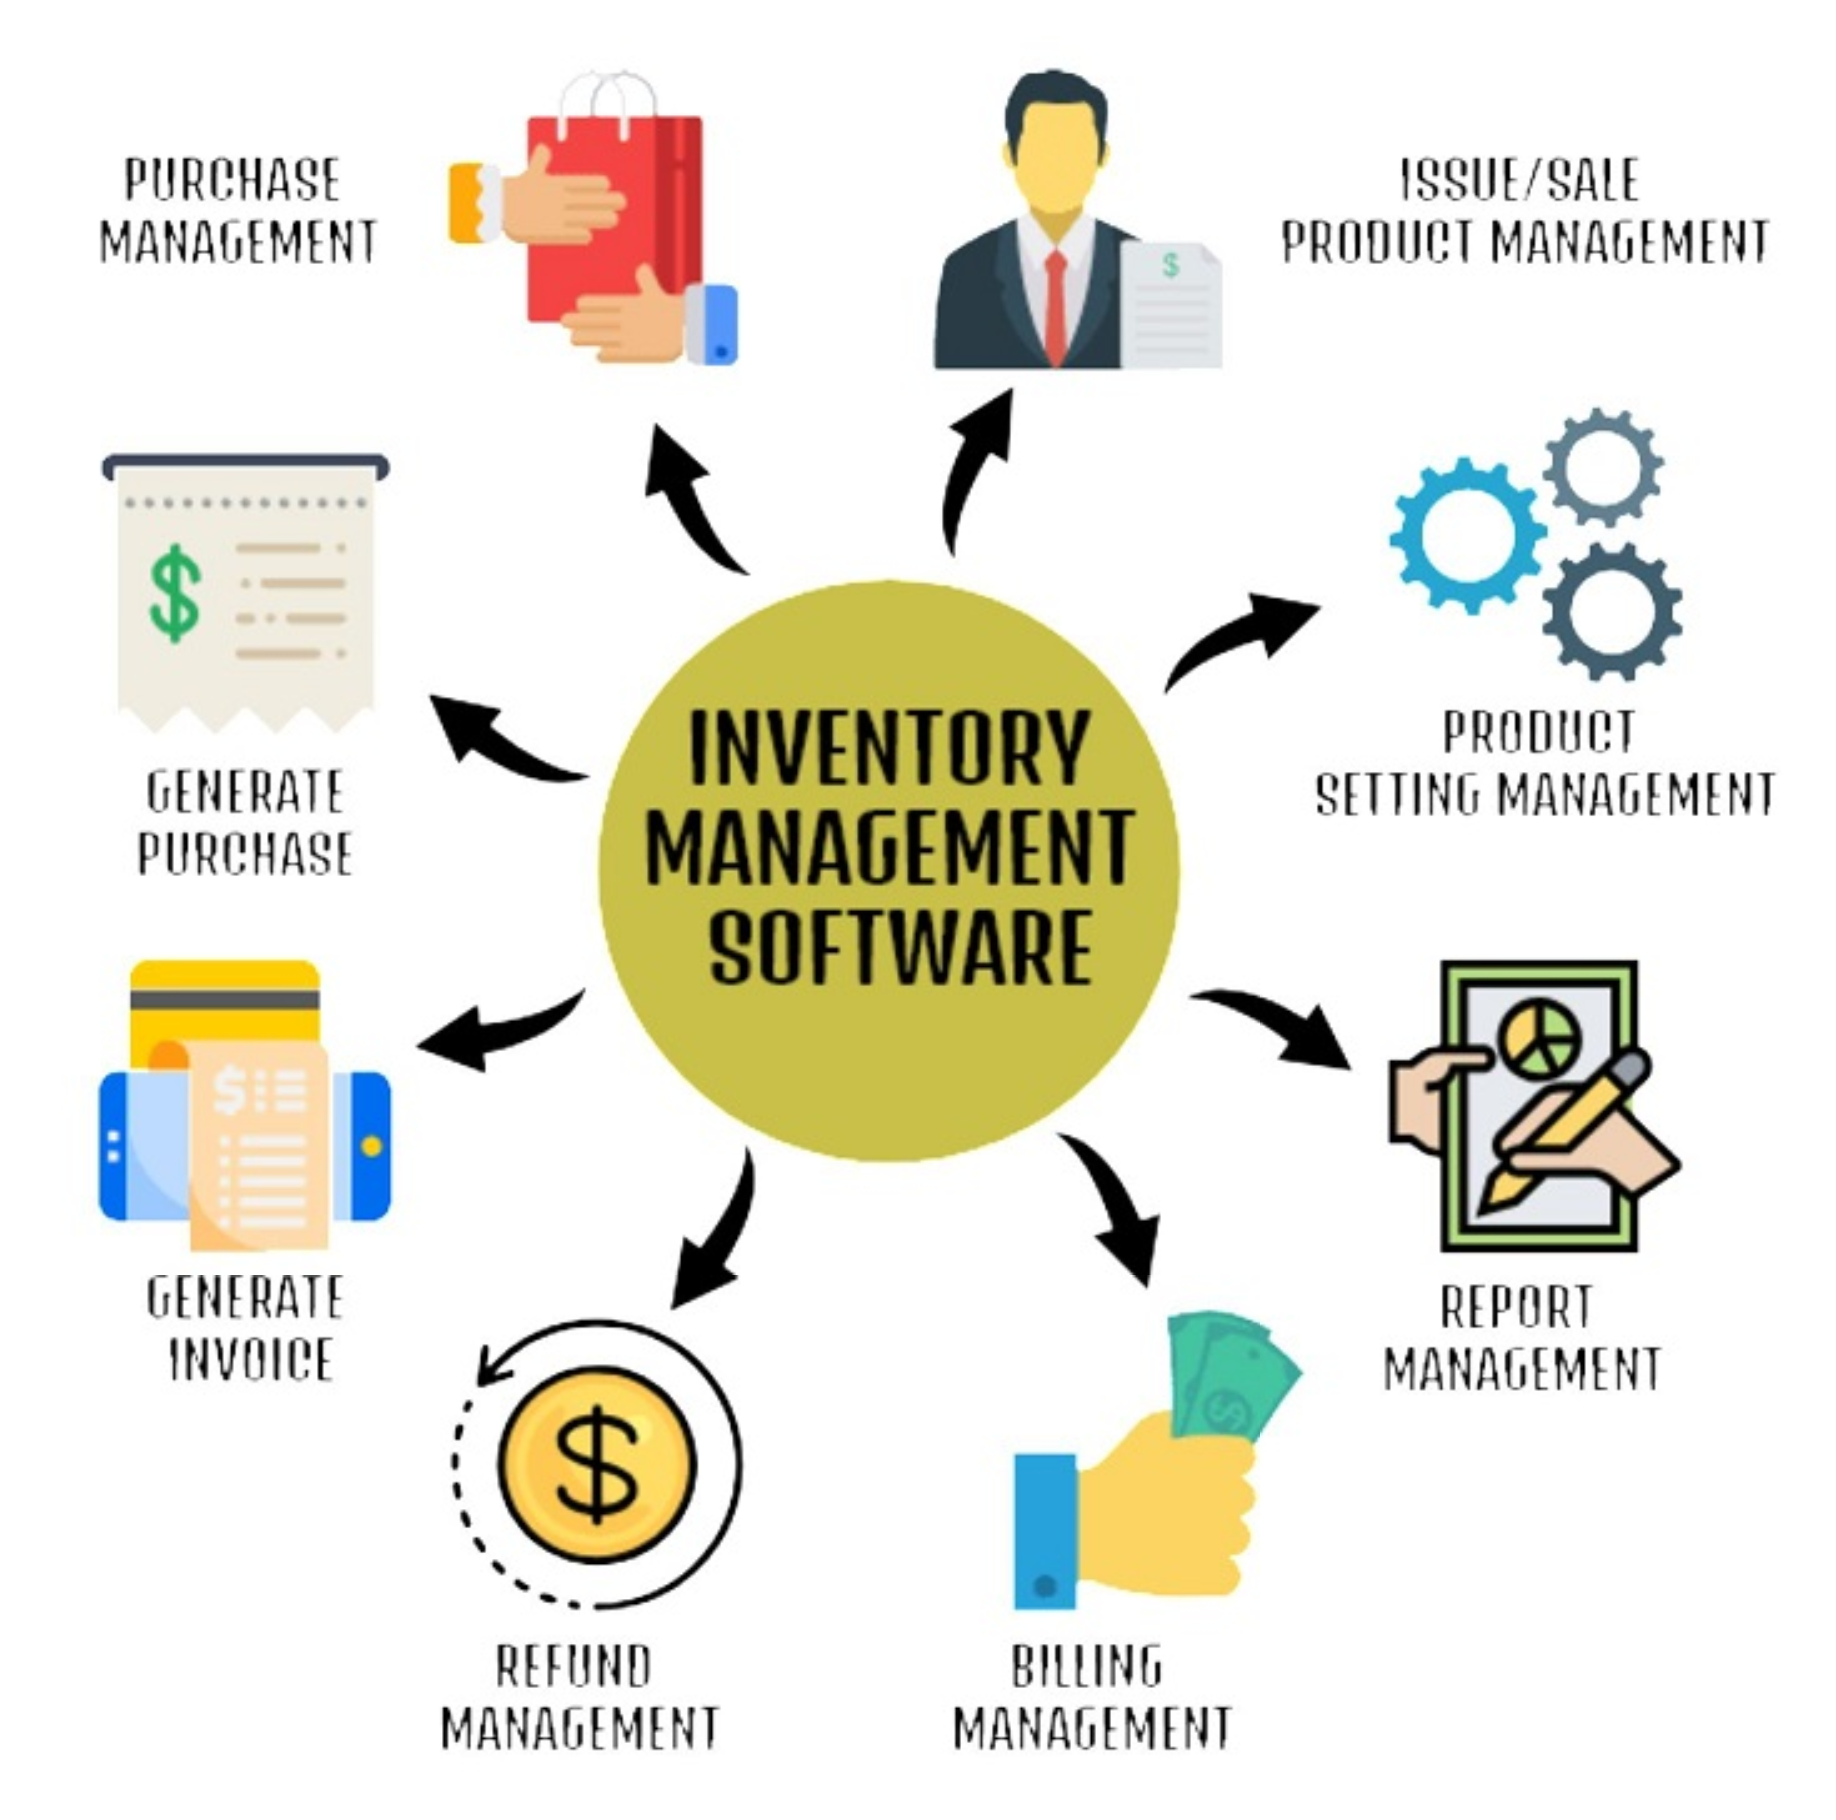 PURCHASE
MANAGEMENT
ISSUE/SALE
PRODUCT MANAGEMENT
$
$
GENERATE
PURCHASE
INVENTORY
MANAGEMENT
SOFTWARE
PRODUCT
SETTING MANAGEMENT
$
GENERATE
INVOICE
REPORT
MANAGEMENT
$
$
REFUND
MANAGEMENT
BILLING
MANAGEMENT